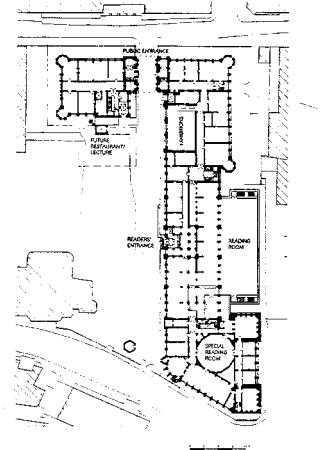 PUBLIC ENTRANCE
EXHIBITIONS
FUTURE
RESTAURANT/
LECTURE
READERS'
ENTRANCE
READING
ROOM
SPECIAL
READING
ROOM